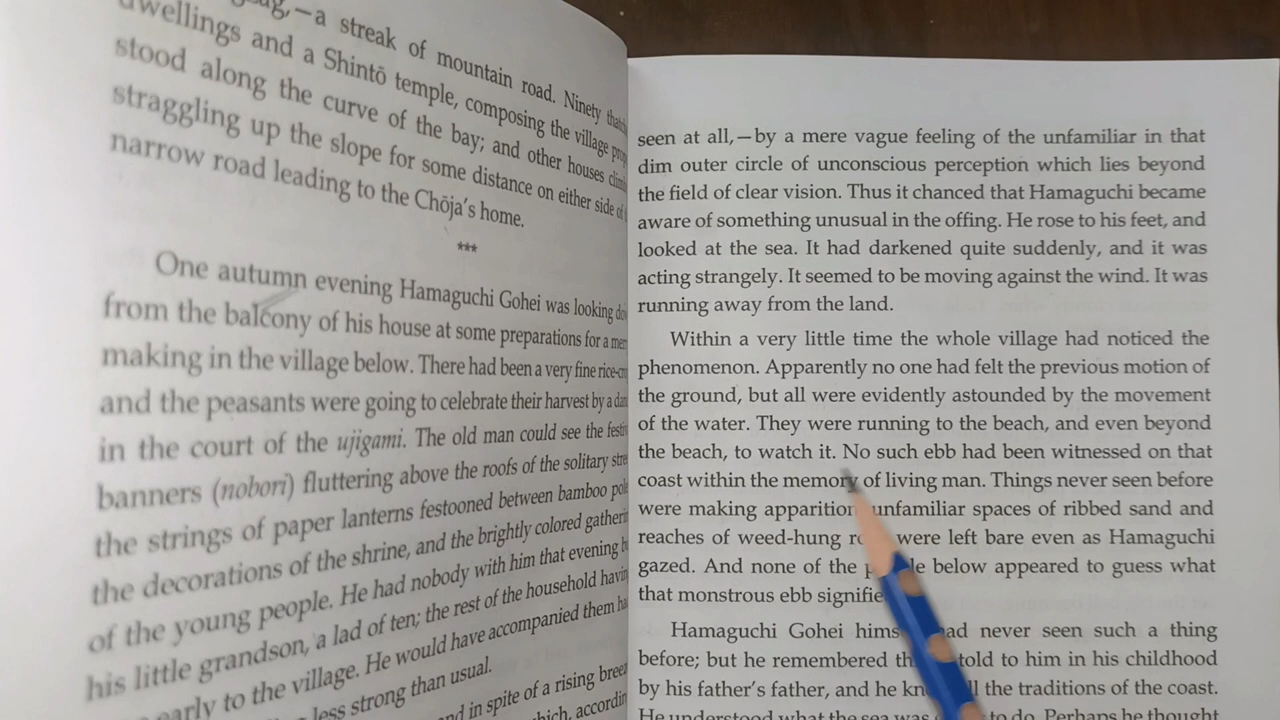 —a streak of mountain road. Ninety
dwellings and a Shintō temple, composing the village
stood along the curve of the bay; and other houses
straggling up the slope for some distance on either side of
narrow road leading to the Chōja's home.
***
One autumn evening Hamaguchi Gohei was looking
from the balcony of his house at some preparations for a
making in the village below. There had been a very fine
and the peasants were going to celebrate their harvest by a
in the court of the ujigami. The old man could see the
banners (nobori) fluttering above the roofs of the solitary
the strings of paper lanterns festooned between bamboo
the decorations of the shrine, and the brightly colored
of the young people. He had nobody with him that evening
his little grandson, a lad of ten; the rest of the household
early to the village. He would have accompanied them
less strong than usual.
in spite of a rising
seen at all,—by a mere vague feeling of the unfamiliar in that
dim outer circle of unconscious perception which lies beyond
the field of clear vision. Thus it chanced that Hamaguchi became
aware of something unusual in the offing. He rose to his feet, and
looked at the sea. It had darkened quite suddenly, and it was
acting strangely. It seemed to be moving against the wind. It was
running away from the land.
Within a very little time the whole village had noticed the
phenomenon. Apparently no one had felt the previous motion of
the ground, but all were evidently astounded by the movement
of the water. They were running to the beach, and even beyond
the beach, to watch it. No such ebb had been witnessed on that
coast within the memory of living man. Things never seen before
were making apparition unfamiliar spaces of ribbed sand and
reaches of weed-hung were left bare even as Hamaguchi
gazed. And none of the below appeared to guess what
that monstrous ebb
Hamaguchi Gohei had never seen such a thing
before; but he remembered told to him in his childhood
by his father's father, and he the traditions of the coast.
He understood what the sea was to do. Perhaps he thought